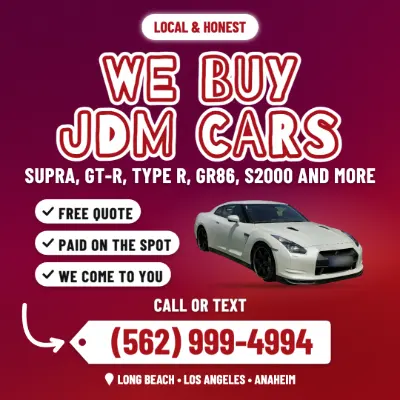 LOCAL & HONEST
WE BUY
JDM CARS
SUPRA, GT-R, TYPE R, GR86, S2000 AND MORE
FREE QUOTE
PAID ON THE SPOT
WE COME TO YOU
CALL OR TEXT
(562) 999-4994
LONG BEACH • LOS ANGELES • ANAHEIM